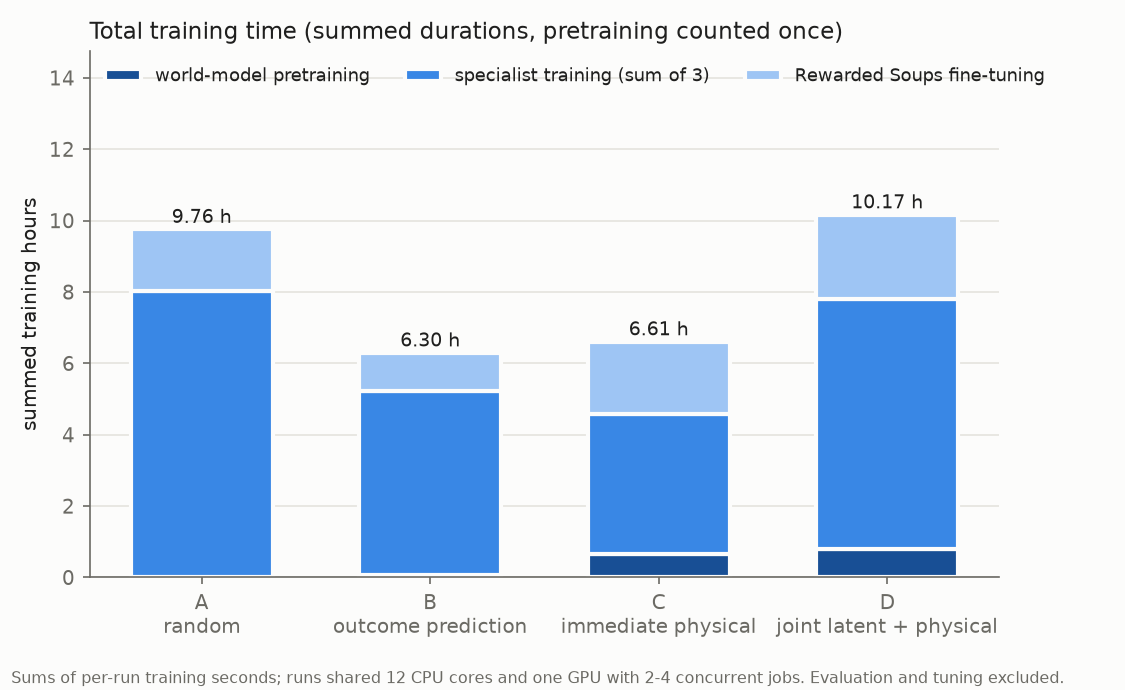 Total training time (summed durations, pretraining counted once)
world-model pretraining
specialist training (sum of 3)
Rewarded Soups fine-tuning
summed training hours
14
12
10
8
6
4
2
0
9.76 h
6.30 h
6.61 h
10.17 h
A
random
B
outcome prediction
C
immediate physical
D
joint latent + physical
Sums of per-run training seconds; runs shared 12 CPU cores and one GPU with 2-4 concurrent jobs. Evaluation and tuning excluded.